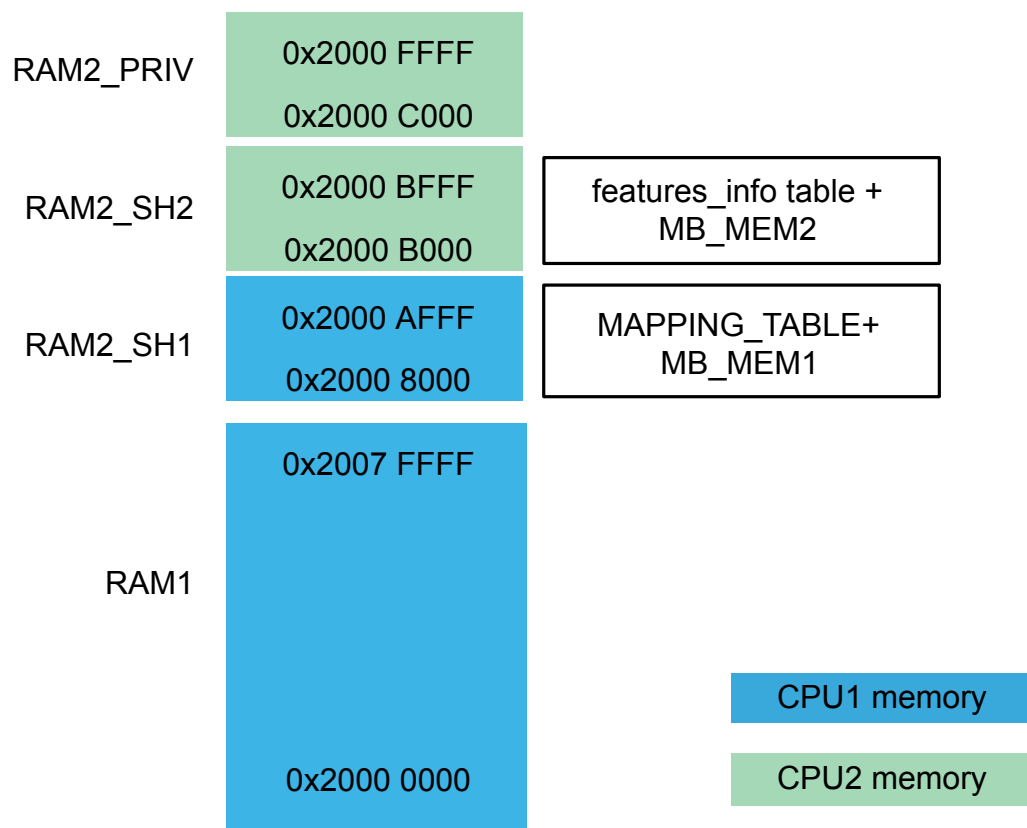 RAM2_PRIV
0x2000 FFFF
0x2000 C000
RAM2_SH2
0x2000 BFFF
0x2000 B000
features_info table +
MB_MEM2
RAM2_SH1
0x2000 AFFF
0x2000 8000
MAPPING_TABLE+
MB_MEM1
RAM1
0x2007 FFFF
0x2000 0000
CPU1 memory
CPU2 memory